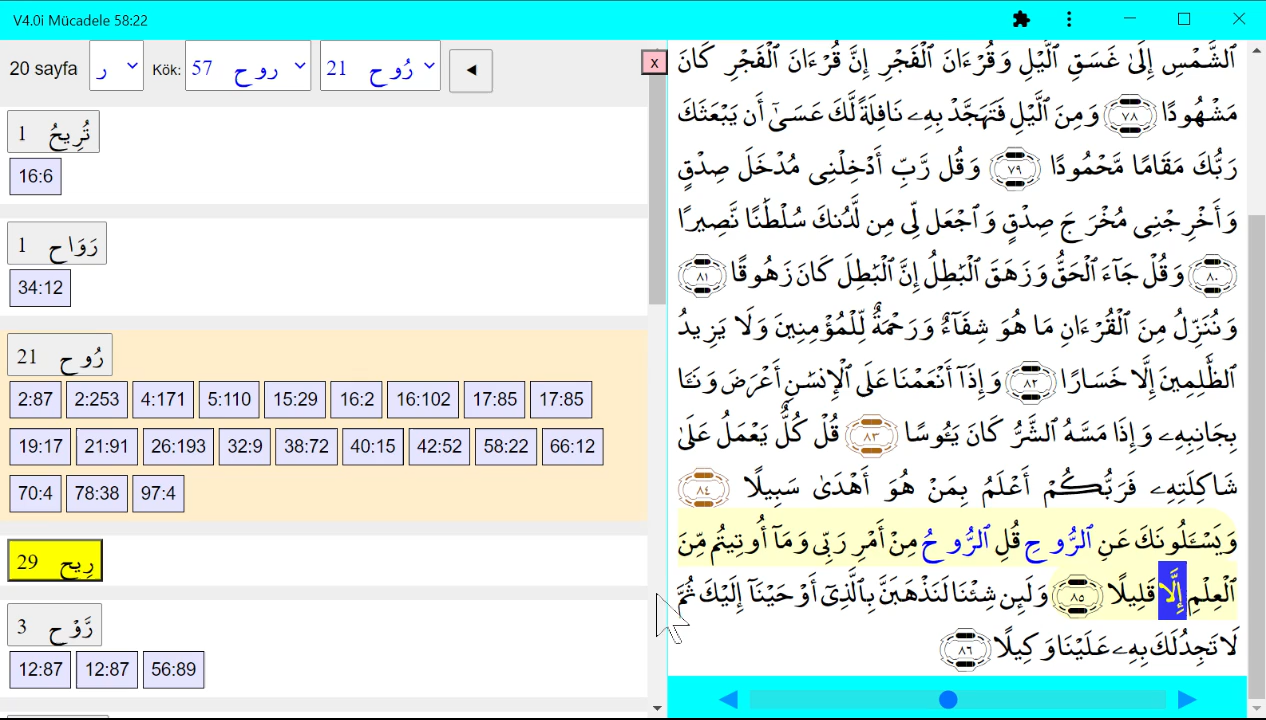 V4.0i Mücadele 58:22
20 sayfa ر Kök: 57 روح 21 رُوح ◄ x
1 تُرِيحُ
16:6
1 رَوَاح
34:12
21 رُوح
2:87 2:253 4:171 5:110 15:29 16:2 16:102 17:85 17:85
19:17 21:91 26:193 32:9 38:72 40:15 42:52 58:22 66:12
70:4 78:38 97:4
29 رِيح
3 رَّوْح
12:87 12:87 56:89
ٱلشَّمْسِ إِلَىٰ غَسَقِ ٱلَّيْلِ وَقُرْءَانَ ٱلْفَجْرِ إِنَّ قُرْءَانَ ٱلْفَجْرِ كَانَ
مَشْهُودًا ٧٨ وَمِنَ ٱلَّيْلِ فَتَهَجَّدْ بِهِۦ نَافِلَةً لَّكَ عَسَىٰٓ أَن يَبْعَثَكَ
رَبُّكَ مَقَامًا مَّحْمُودًا ٧٩ وَقُل رَّبِّ أَدْخِلْنِى مُدْخَلَ صِدْقٍ
وَأَخْرِجْنِى مُخْرَجَ صِدْقٍ وَٱجْعَل لِّى مِن لَّدُنكَ سُلْطَٰنًا نَّصِيرًا
٨٠ وَقُلْ جَآءَ ٱلْحَقُّ وَزَهَقَ ٱلْبَٰطِلُ إِنَّ ٱلْبَٰطِلَ كَانَ زَهُوقًا ٨١
وَنُنَزِّلُ مِنَ ٱلْقُرْءَانِ مَا هُوَ شِفَآءٌ وَرَحْمَةٌ لِّلْمُؤْمِنِينَ وَلَا يَزِيدُ
ٱلظَّٰلِمِينَ إِلَّا خَسَارًا ٨٢ وَإِذَآ أَنْعَمْنَا عَلَى ٱلْإِنسَٰنِ أَعْرَضَ وَنَـَٔا
بِجَانِبِهِۦ وَإِذَا مَسَّهُ ٱلشَّرُّ كَانَ يَـُٔوسًا ٨٣ قُلْ كُلٌّ يَعْمَلُ عَلَىٰ
شَاكِلَتِهِۦ فَرَبُّكُمْ أَعْلَمُ بِمَنْ هُوَ أَهْدَىٰ سَبِيلًا ٨٤
وَيَسْـَٔلُونَكَ عَنِ ٱلرُّوحِ قُلِ ٱلرُّوحُ مِنْ أَمْرِ رَبِّى وَمَآ أُوتِيتُم مِّنَ
ٱلْعِلْمِ إِلَّا قَلِيلًا ٨٥ وَلَئِن شِئْنَا لَنَذْهَبَنَّ بِٱلَّذِىٓ أَوْحَيْنَآ إِلَيْكَ ثُمَّ
لَا تَجِدُ لَكَ بِهِۦ عَلَيْنَا وَكِيلًا ٨٦